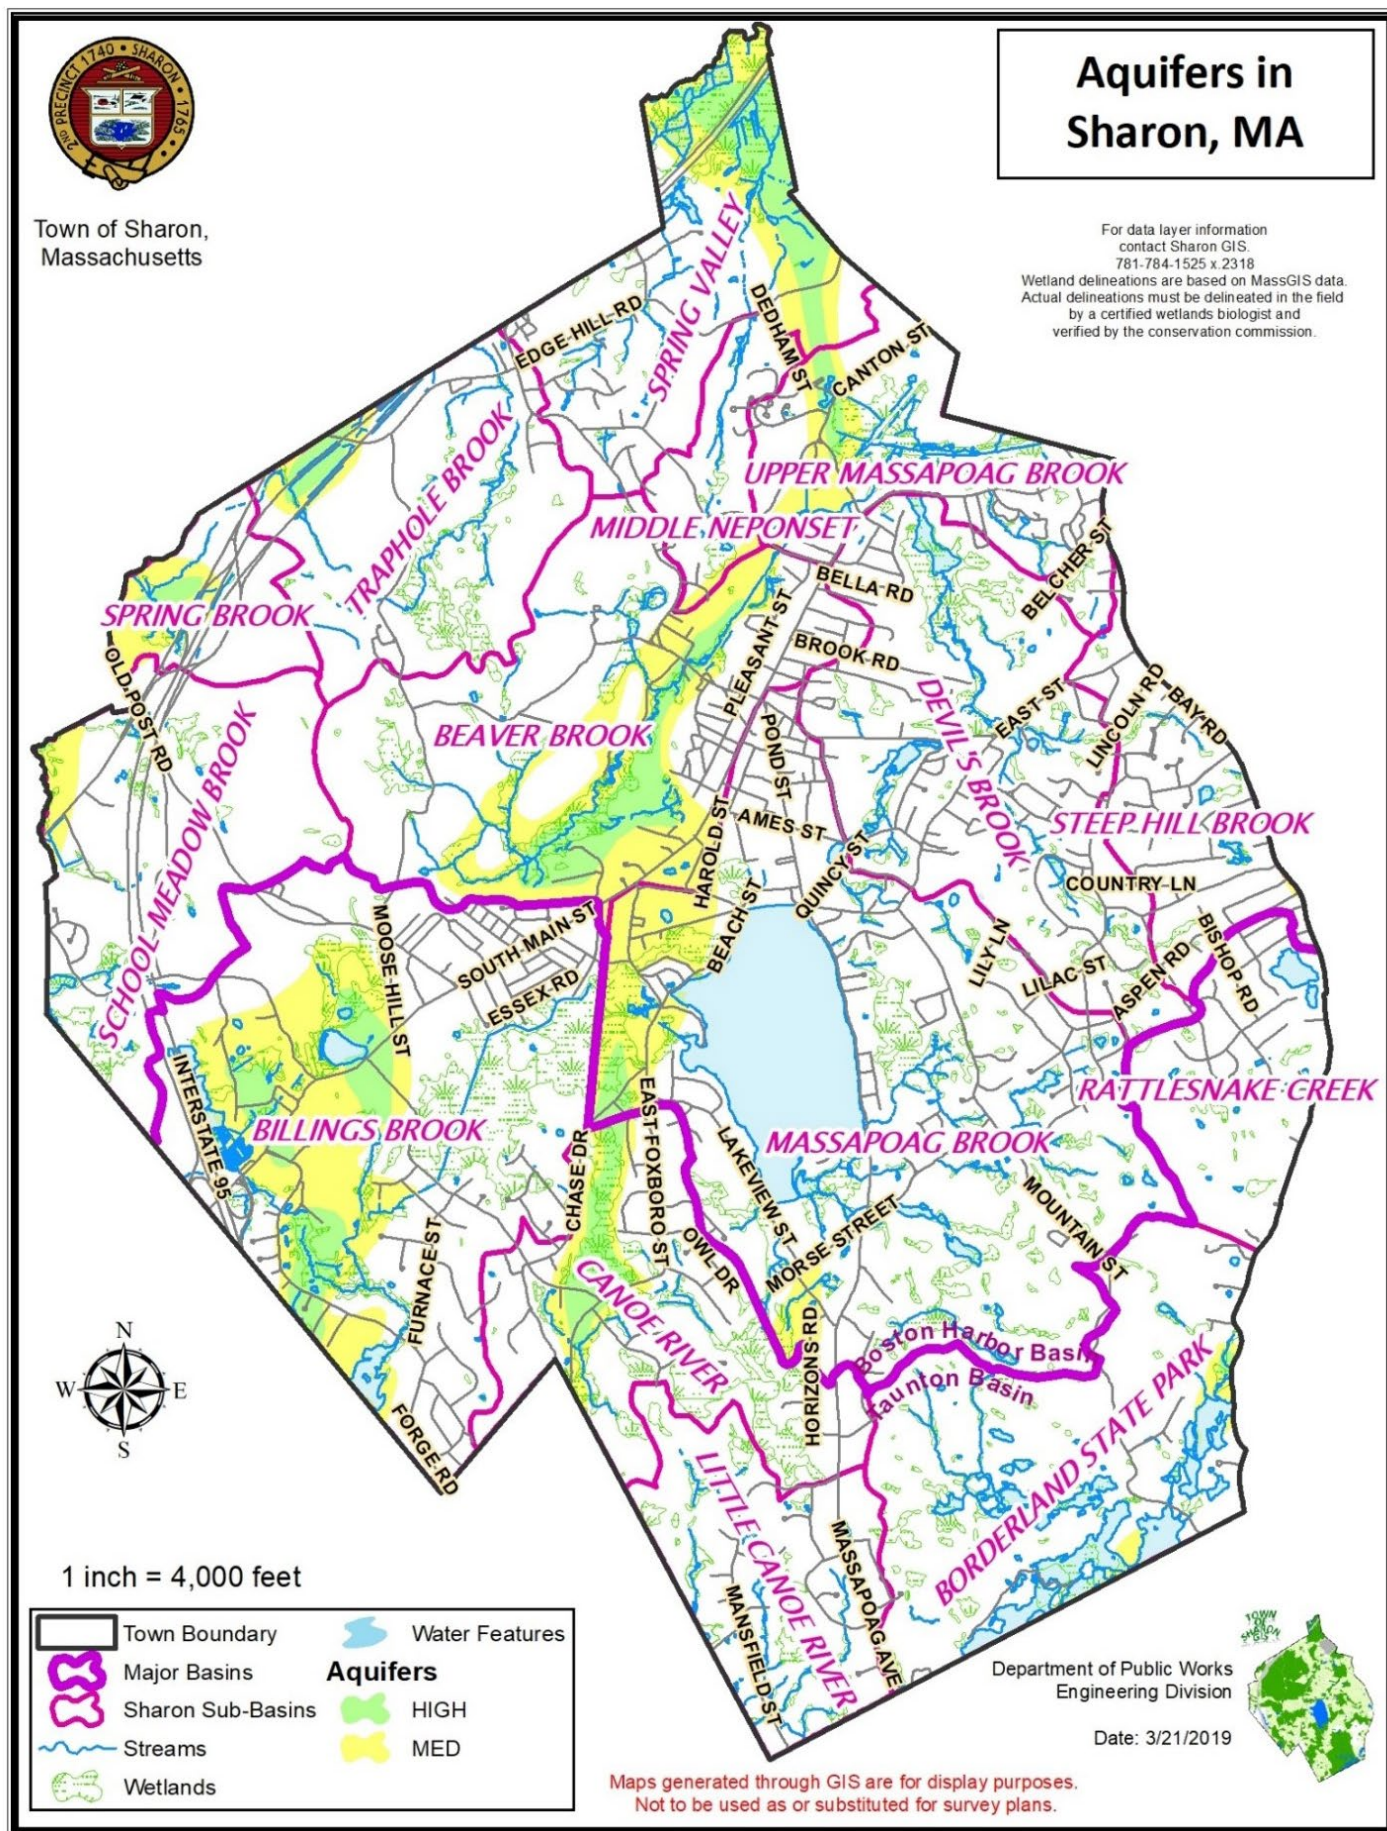 2ND PRECINCT 1740 • SHARON • 1765 •
Town of Sharon,
Massachusetts
Aquifers in
Sharon, MA
For data layer information
contact Sharon GIS.
781-784-1525 x.2318
Wetland delineations are based on MassGIS data.
Actual delineations must be delineated in the field
by a certified wetlands biologist and
verified by the conservation commission.
SPRING VALLEY
EDGE HILL RD
DEDHAM ST
CANTON ST
TRAPHOLE BROOK
UPPER MASSAPOAG BROOK
MIDDLE NEPONSET
BELCHER ST
BELLA RD
SPRING BROOK
PLEASANT ST
BROOK RD
OLD POST RD
BEAVER BROOK
DEVIL'S BROOK
EAST ST
LINCOLN RD
BAY RD
POND ST
SCHOOL MEADOW BROOK
HAROLD ST
AMES ST
STEEP HILL BROOK
QUINCY ST
COUNTRY LN
BEACH ST
MOOSE HILL ST
SOUTH MAIN ST
ESSEX RD
LILY LN
LILAC ST
ASPEN RD
BISHOP RD
INTERSTATE 95
BILLINGS BROOK
EAST FOXBORO ST
RATTLESNAKE CREEK
CHASE DR
LAKEVIEW ST
MASSAPOAG BROOK
MOUNTAIN ST
FURNACE ST
OWL DR
MORSE STREET
CANOE RIVER
HORIZONS RD
Boston Harbor Basin
Taunton Basin
FORGE RD
BORDERLAND STATE PARK
LITTLE CANOE RIVER
MASSAPOAG AVE
MANSFIELD ST
N
W E
S
1 inch = 4,000 feet
Town Boundary
Major Basins
Sharon Sub-Basins
Streams
Wetlands
Water Features
Aquifers
HIGH
MED
TOWN
OF
SHARON
GIS
Department of Public Works
Engineering Division
Date: 3/21/2019
Maps generated through GIS are for display purposes.
Not to be used as or substituted for survey plans.